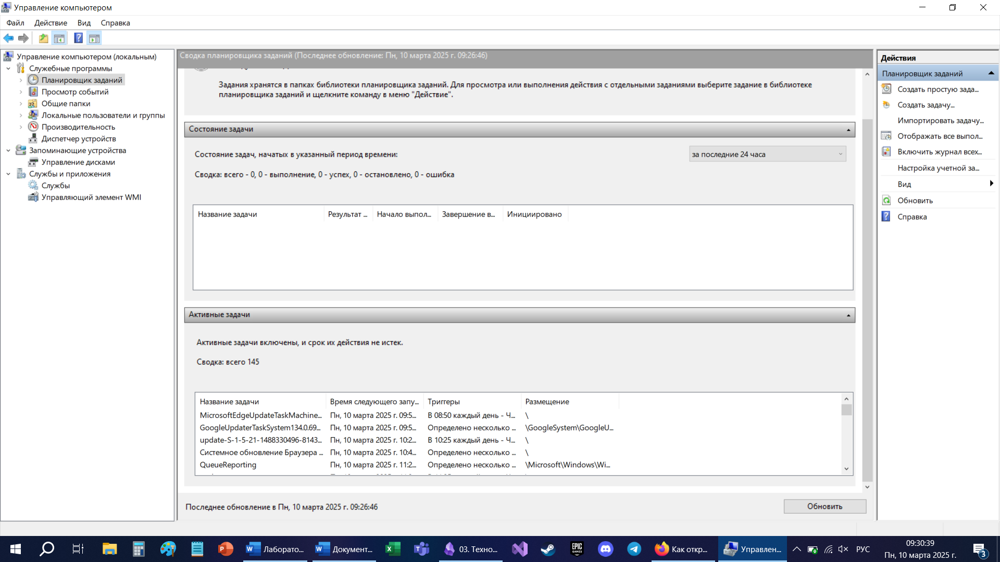 Управление компьютером
Файл Действие Вид Справка
Управление компьютером (локальным)
Служебные программы
Планировщик заданий
Просмотр событий
Общие папки
Локальные пользователи и группы
Производительность
Диспетчер устройств
Запоминающие устройства
Управление дисками
Службы и приложения
Службы
Управляющий элемент WMI
Сводка планировщика заданий (Последнее обновление: Пн, 10 марта 2025 г. 09:26:46)
Задания хранятся в папках библиотеки планировщика заданий. Для просмотра или выполнения действия с отдельными заданиями выберите задание в библиотеке
планировщика заданий и щелкните команду в меню "Действие".
Состояние задачи
Состояние задач, начатых в указанный период времени:
за последние 24 часа
Сводка: всего - 0, 0 - выполнение, 0 - успех, 0 - остановлено, 0 - ошибка
Название задачи Результат ... Начало выпол... Завершение в... Инициировано
Активные задачи
Активные задачи включены, и срок их действия не истек.
Сводка: всего 145
Название задачи Время следующего запу... Триггеры Размещение
MicrosoftEdgeUpdateTaskMachine... Пн, 10 марта 2025 г. 09:5... В 08:50 каждый день - Ч... \
GoogleUpdaterTaskSystem134.0.69... Пн, 10 марта 2025 г. 09:5... Определено несколько ... \GoogleSystem\GoogleU...
update-S-1-5-21-1488330496-8143... Пн, 10 марта 2025 г. 10:2... В 10:25 каждый день - Ч... \
Системное обновление Браузера ... Пн, 10 марта 2025 г. 10:4... Определено несколько ... \
QueueReporting Пн, 10 марта 2025 г. 11:2... Определено несколько ... \Microsoft\Windows\Wi...
Последнее обновление в Пн, 10 марта 2025 г. 09:26:46
Обновить
Действия
Планировщик заданий
Создать простую зада...
Создать задачу...
Импортировать задачу...
Отображать все выпол...
Включить журнал всех...
Настройка учетной за...
Вид
Обновить
Справка
Лаборато...
Документ...
03. Техно...
EPIC
GAMES
Как откр...
Управлен...
РУС
09:30:39
Пн, 10 марта 2025 г.
3